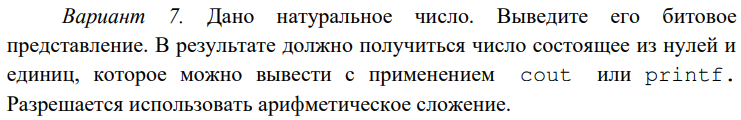 Вариант 7. Дано натуральное число. Выведите его битовое
представление. В результате должно получиться число состоящее из нулей и
единиц, которое можно вывести с применением cout или printf.
Разрешается использовать арифметическое сложение.